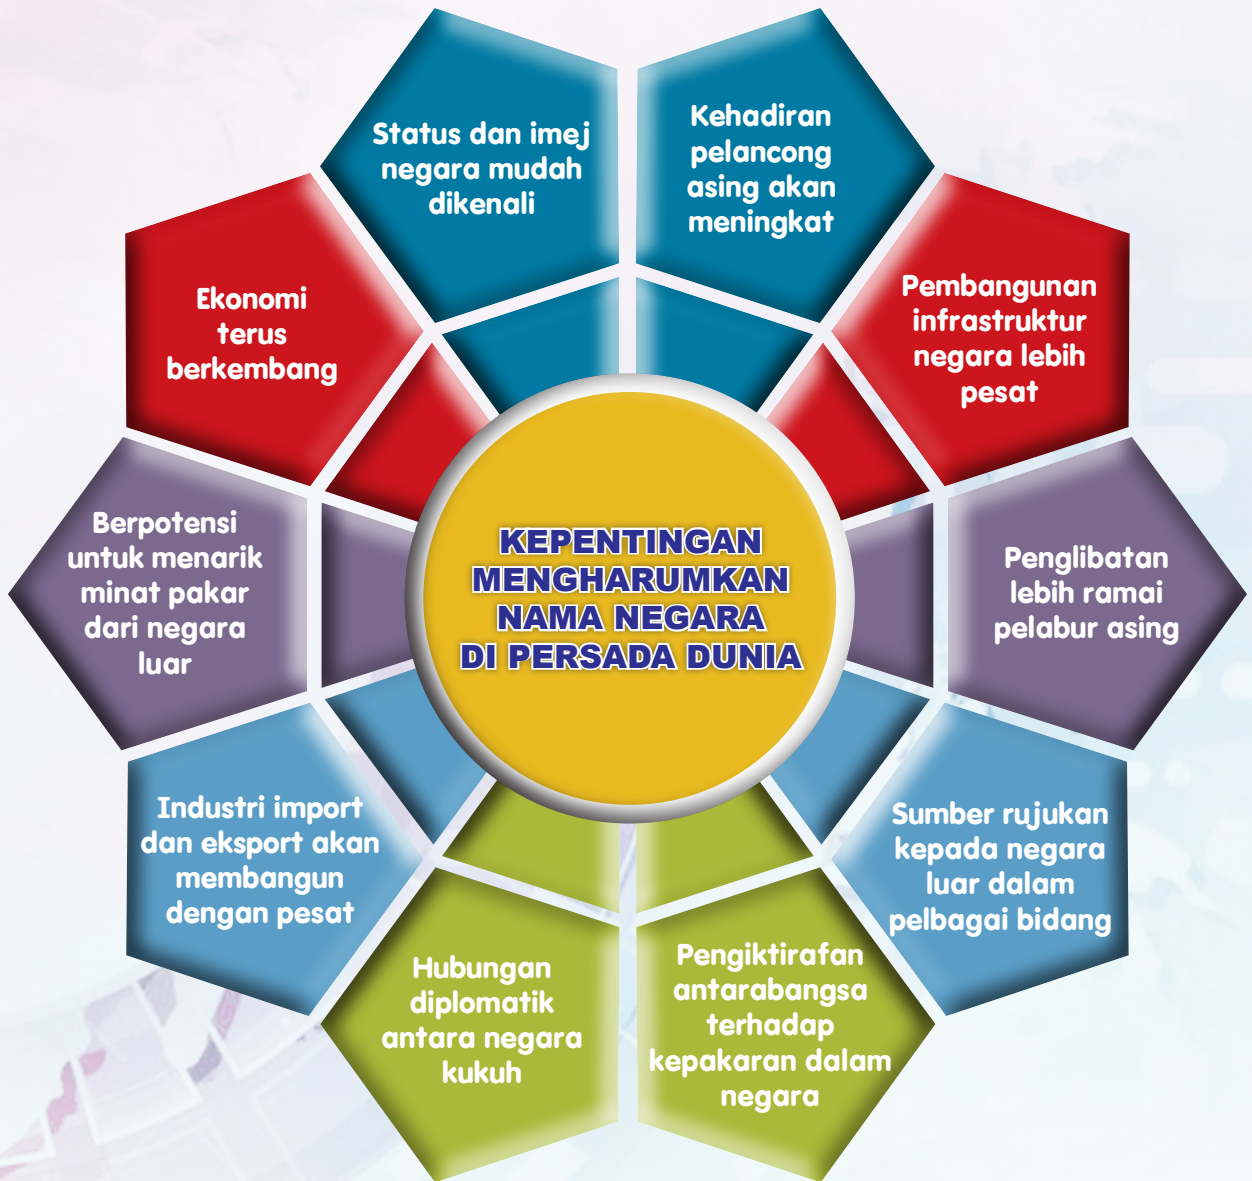 Status dan imej
negara mudah
dikenali
Kehadiran
pelancong
asing akan
meningkat
Ekonomi
terus
berkembang
Pembangunan
infrastruktur
negara lebih
pesat
Berpotensi
untuk menarik
minat pakar
dari negara
luar
KEPENTINGAN
MENGHARUMKAN
NAMA NEGARA
DI PERSADA DUNIA
Penglibatan
lebih ramai
pelabur asing
Industri import
dan eksport akan
membangun
dengan pesat
Sumber rujukan
kepada negara
luar dalam
pelbagai bidang
Hubungan
diplomatik
antara negara
kukuh
Pengiktirafan
antarabangsa
terhadap
kepakaran dalam
negara